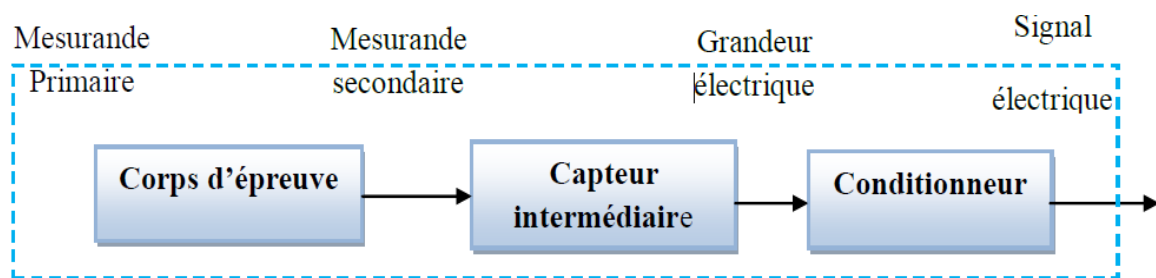 Mesurande
Primaire
Mesurande
secondaire
Grandeur
électrique
Signal
électrique
Corps d'épreuve
Capteur
intermédiaire
Conditionneur